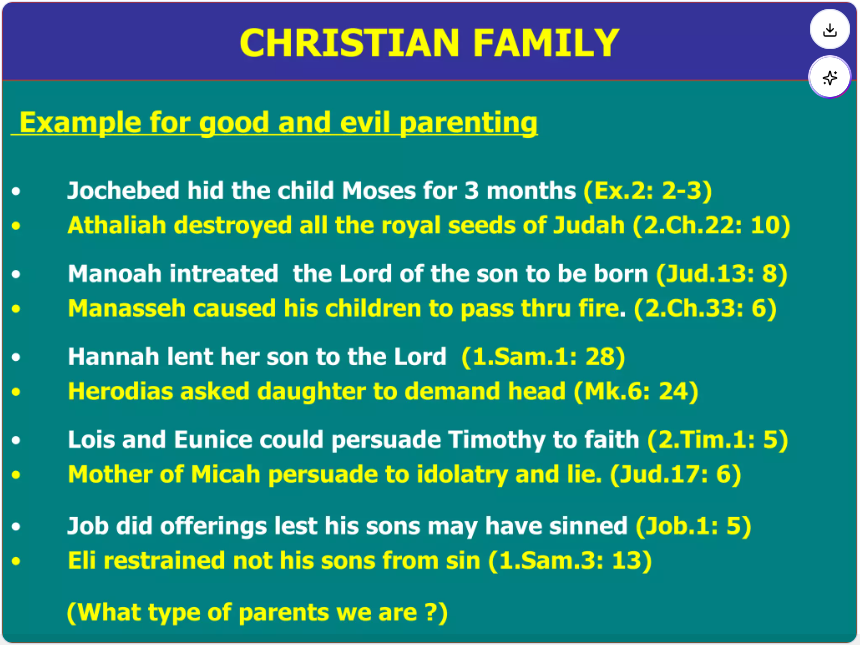 CHRISTIAN FAMILY
Example for good and evil parenting
• Jochebed hid the child Moses for 3 months (Ex.2: 2-3)
• Athaliah destroyed all the royal seeds of Judah (2.Ch.22: 10)
• Manoah intreated  the Lord of the son to be born (Jud.13: 8)
• Manasseh caused his children to pass thru fire. (2.Ch.33: 6)
• Hannah lent her son to the Lord  (1.Sam.1: 28)
• Herodias asked daughter to demand head (Mk.6: 24)
• Lois and Eunice could persuade Timothy to faith (2.Tim.1: 5)
• Mother of Micah persuade to idolatry and lie. (Jud.17: 6)
• Job did offerings lest his sons may have sinned (Job.1: 5)
• Eli restrained not his sons from sin (1.Sam.3: 13)
(What type of parents we are ?)